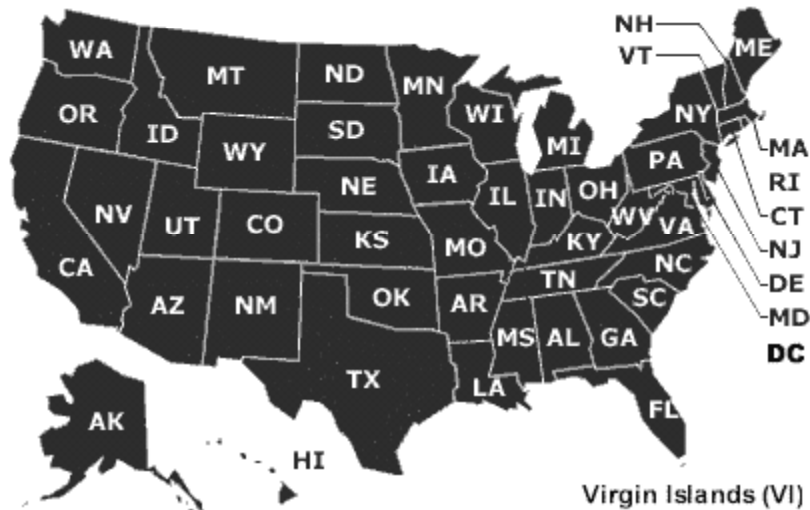 NH
VT
ME
WA
MT
ND
MN
OR
ID
SD
WI
MI
NY
MA
WY
IA
PA
RI
NE
IL
IN
OH
NV
UT
CO
WV
VA
CT
KS
MO
KY
NJ
CA
NC
TN
DE
AZ
NM
OK
AR
SC
MD
MS
AL
GA
DC
TX
LA
FL
AK
HI
Virgin Islands (VI)